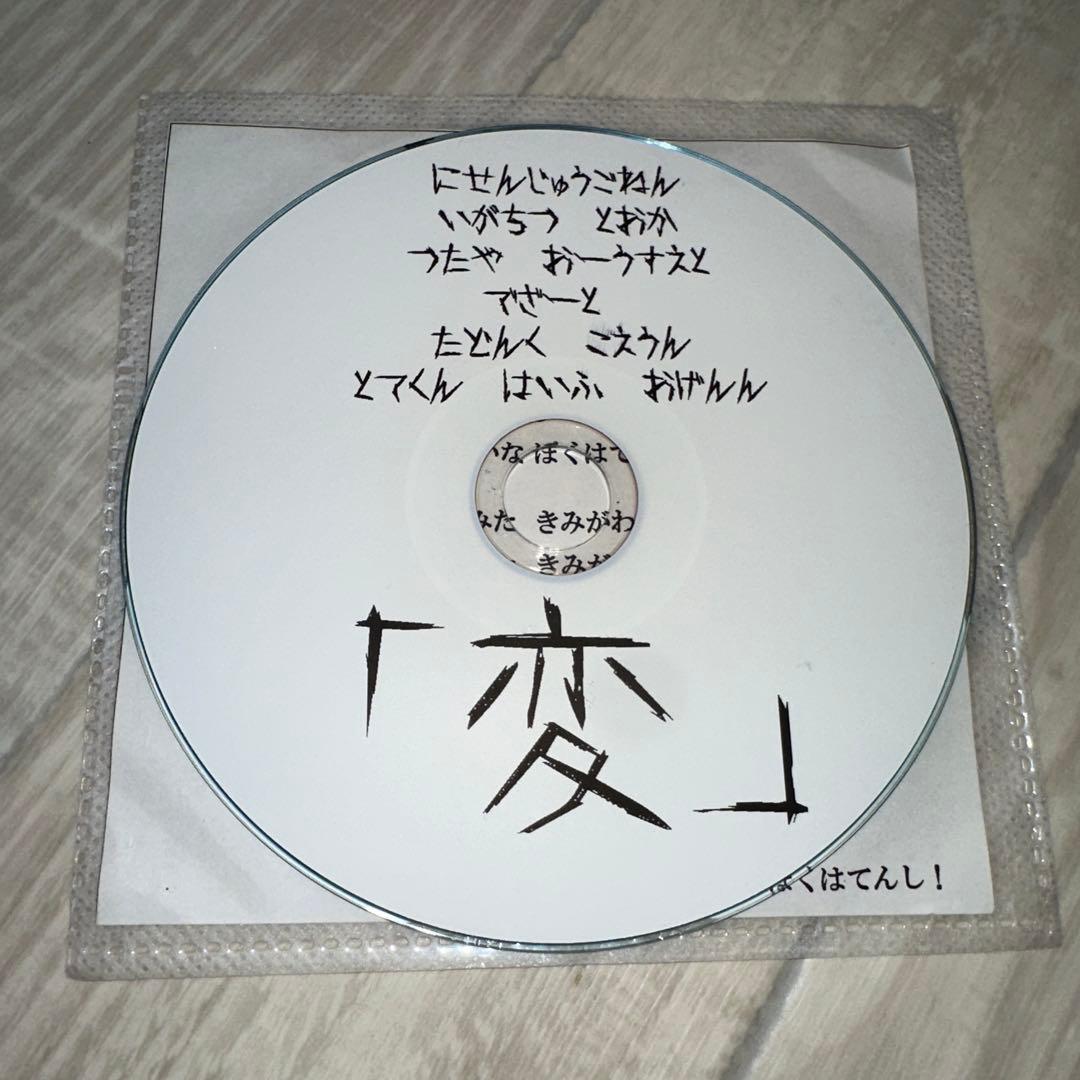 にせんじゅうごねん
いがちつ とおか
つたや おーうすえと
でざーと
たどんく ごえうん
とてくん はいふ おげんん
いな ぼくはて
みた きみがわ
きみが
「変」
ぼくはてんし！